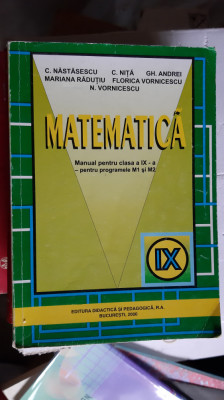 C. NĂSTĂSESCU C. NIȚĂ GH. ANDREI
MARIANA RĂDUȚIU FLORICA VORNICESCU
N. VORNICESCU
MATEMATICĂ
Manual pentru clasa a IX - a
– pentru programele M1 și M2
IX
EDITURA DIDACTICĂ ȘI PEDAGOGICĂ, R.A.
BUCUREȘTI, 2000